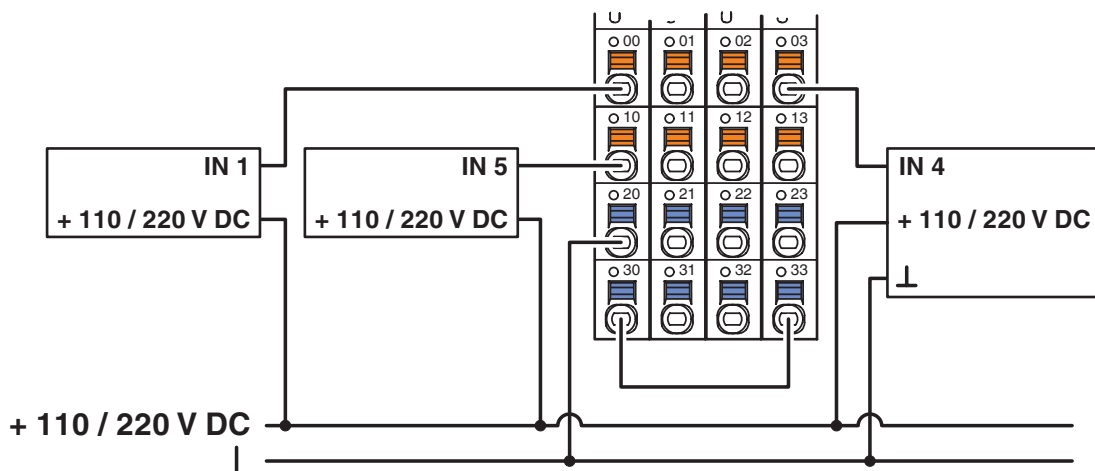 00 01 02 03
10 11 12 13
IN 1
IN 5
IN 4
20 21 22 23
+ 110 / 220 V DC
+ 110 / 220 V DC
+ 110 / 220 V DC
30 31 32 33
+ 110 / 220 V DC